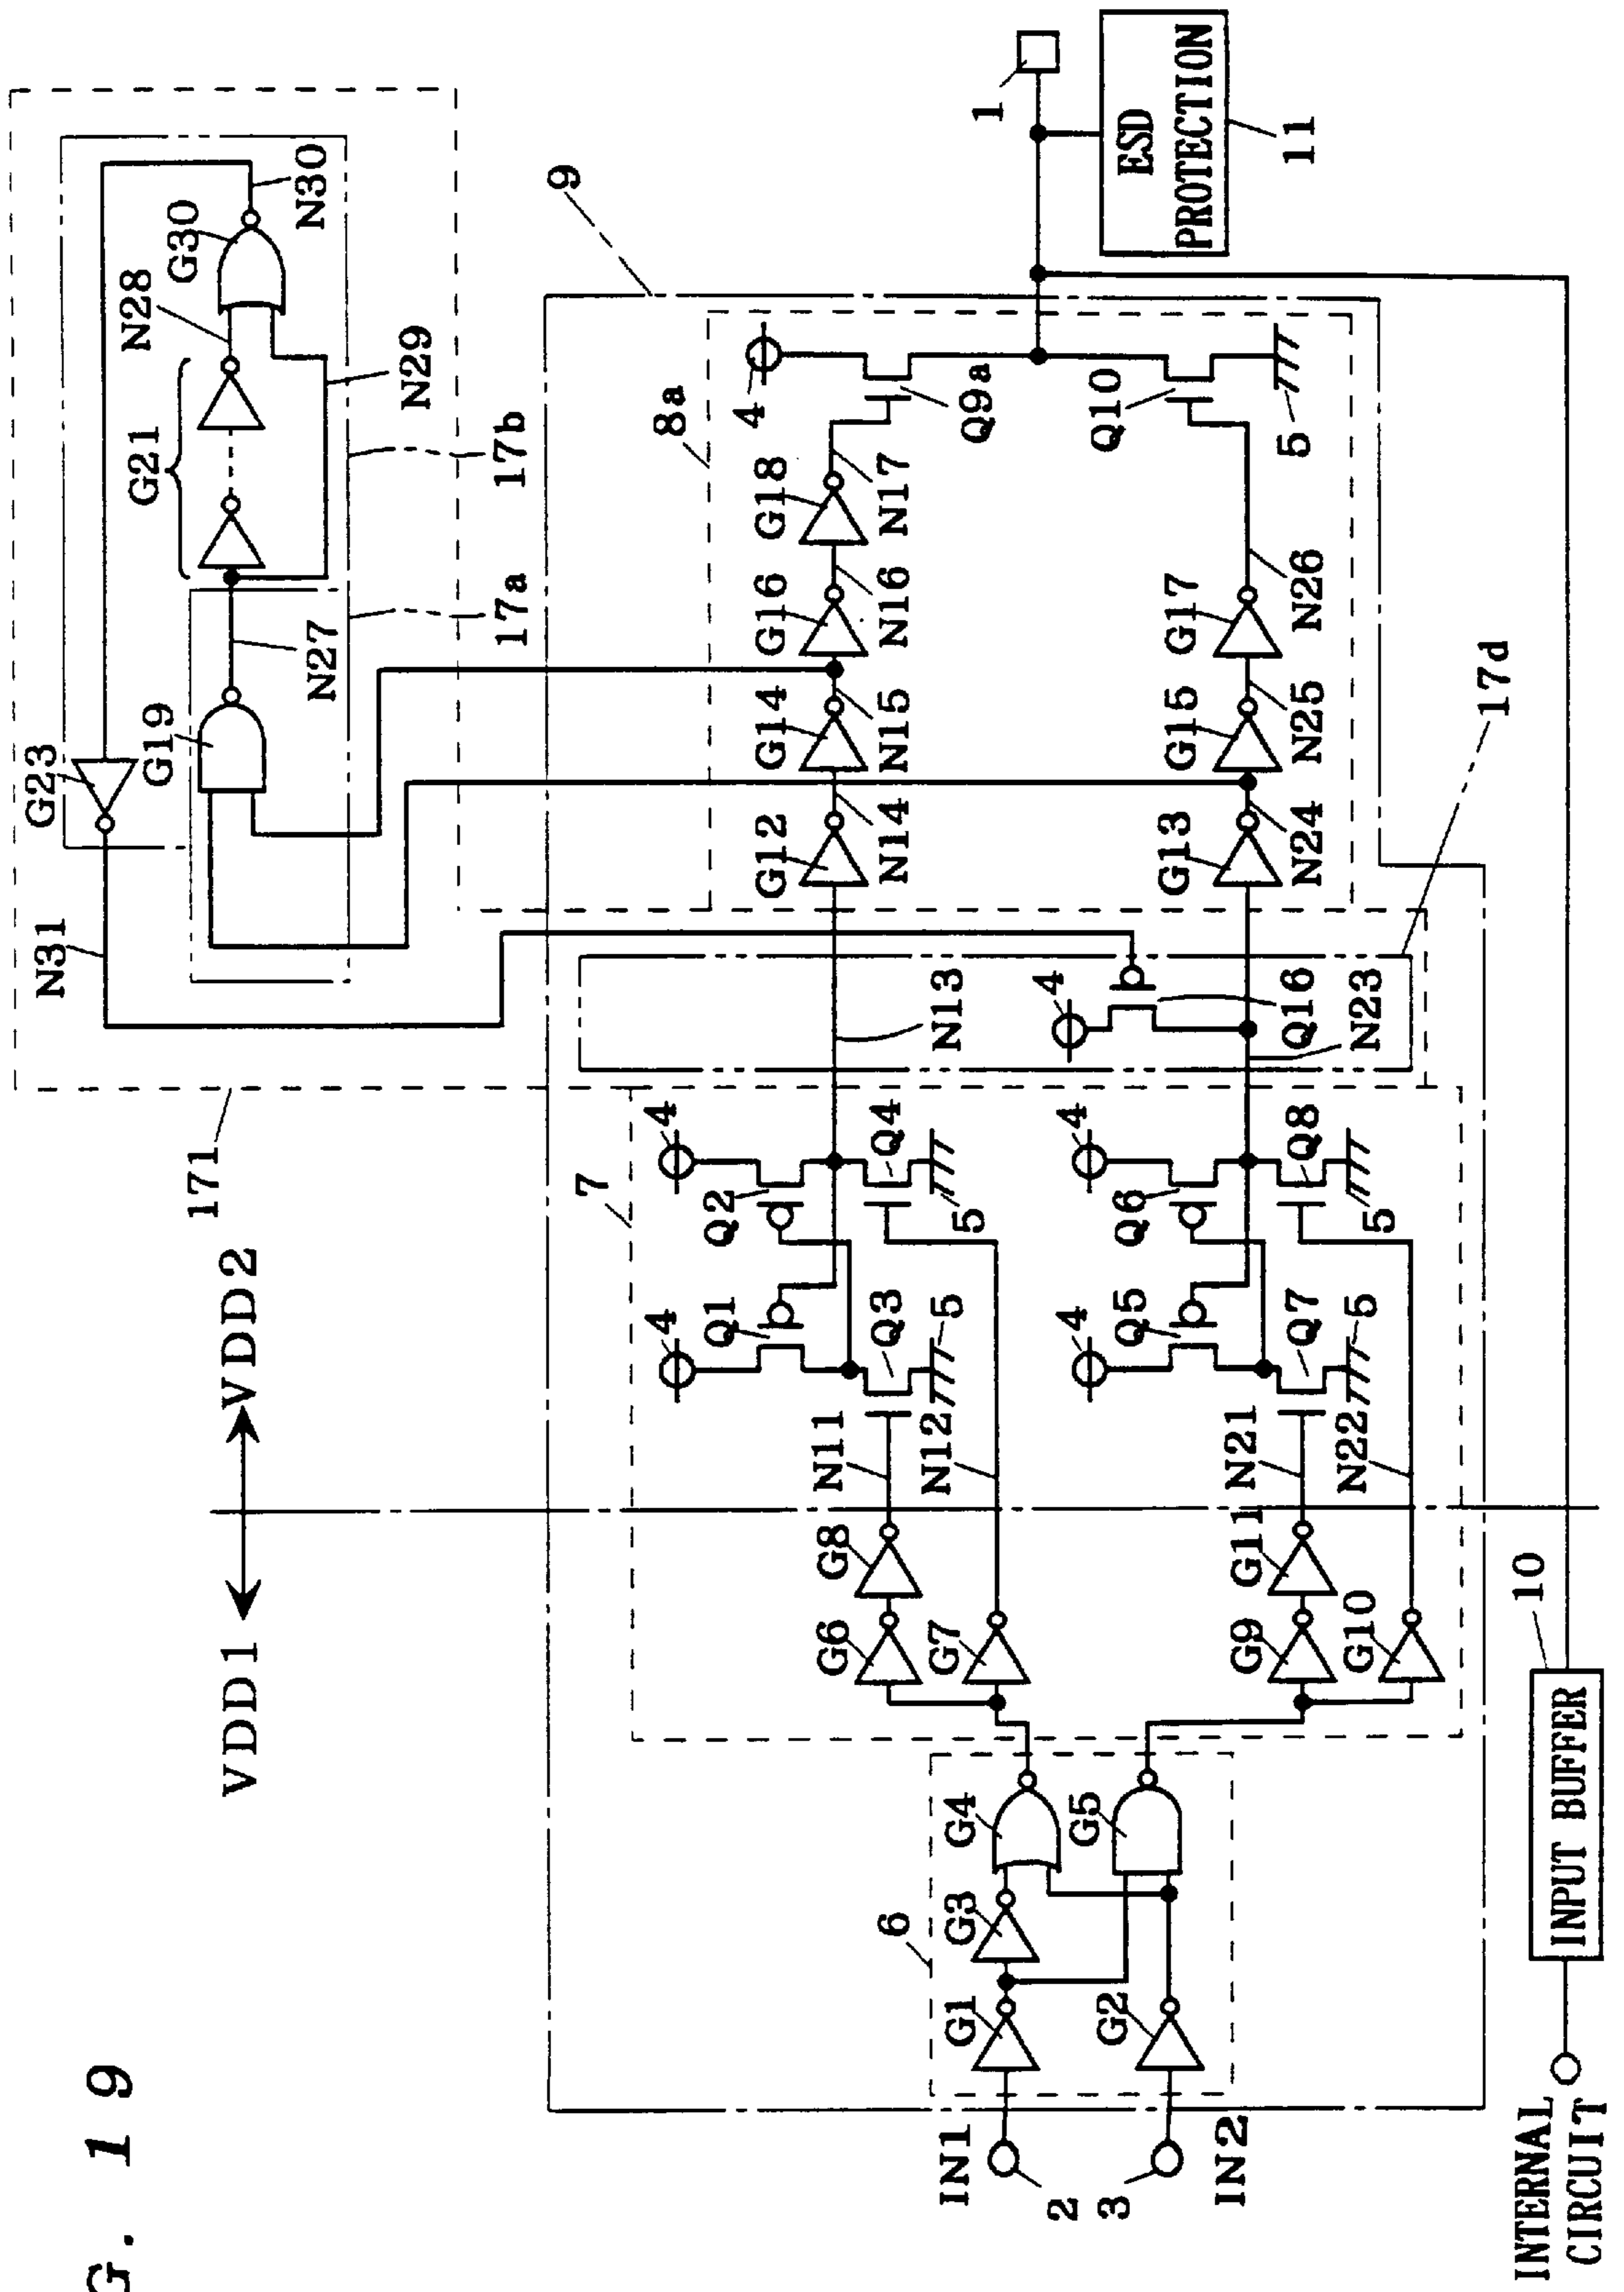 G. 19
VDD1
VDD2
171
N31
G23
G19
N27
17a
17b
G21
N28
N29
G30
N30
9
1
ESD
PROTECTION
11
7
8a
4
Q1
Q2
4
Q3
Q4
5
5
N11
N12
N13
G12
N14
G14
N15
G16
N16
G18
N17
4
Q9a
Q10
5
4
Q5
Q6
4
Q7
Q8
5
5
N21
N22
4
Q16
N23
17d
G13
N24
G15
N25
G17
N26
G6
G8
G7
G9
G11
G10
6
G1
G3
G4
G2
G5
IN1
2
3
IN2
INTERNAL
CIRCUIT
INPUT BUFFER
10